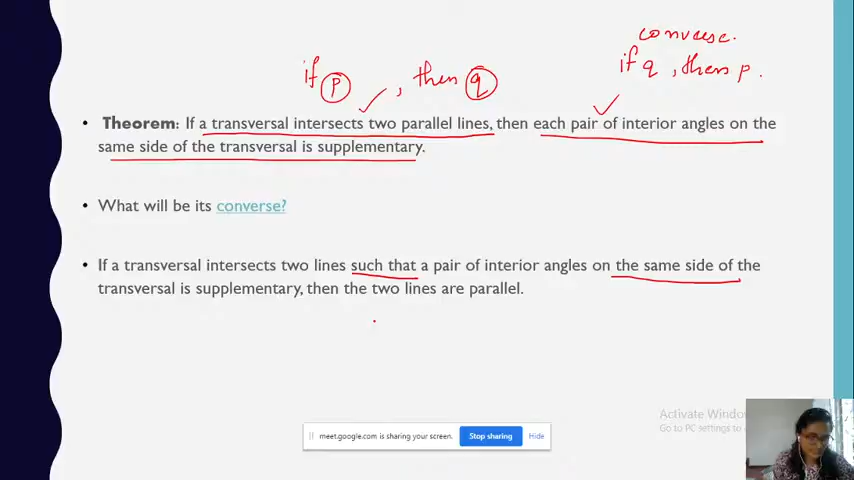 converse.
if p , then q
if q , then p .
• Theorem: If a transversal intersects two parallel lines, then each pair of interior angles on the
same side of the transversal is supplementary.
• What will be its converse?
• If a transversal intersects two lines such that a pair of interior angles on the same side of the
transversal is supplementary, then the two lines are parallel.
Activate Window
Go to PC settings to
meet.google.com is sharing your screen. Stop sharing Hide